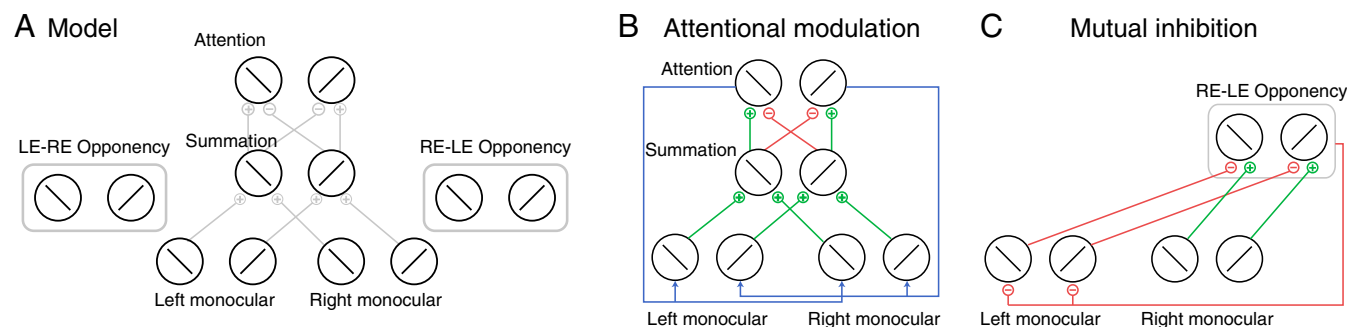 A Model
Attention
Summation
LE-RE Opponency
RE-LE Opponency
Left monocular
Right monocular
B Attentional modulation
Attention
Summation
Left monocular
Right monocular
C Mutual inhibition
RE-LE Opponency
Left monocular
Right monocular